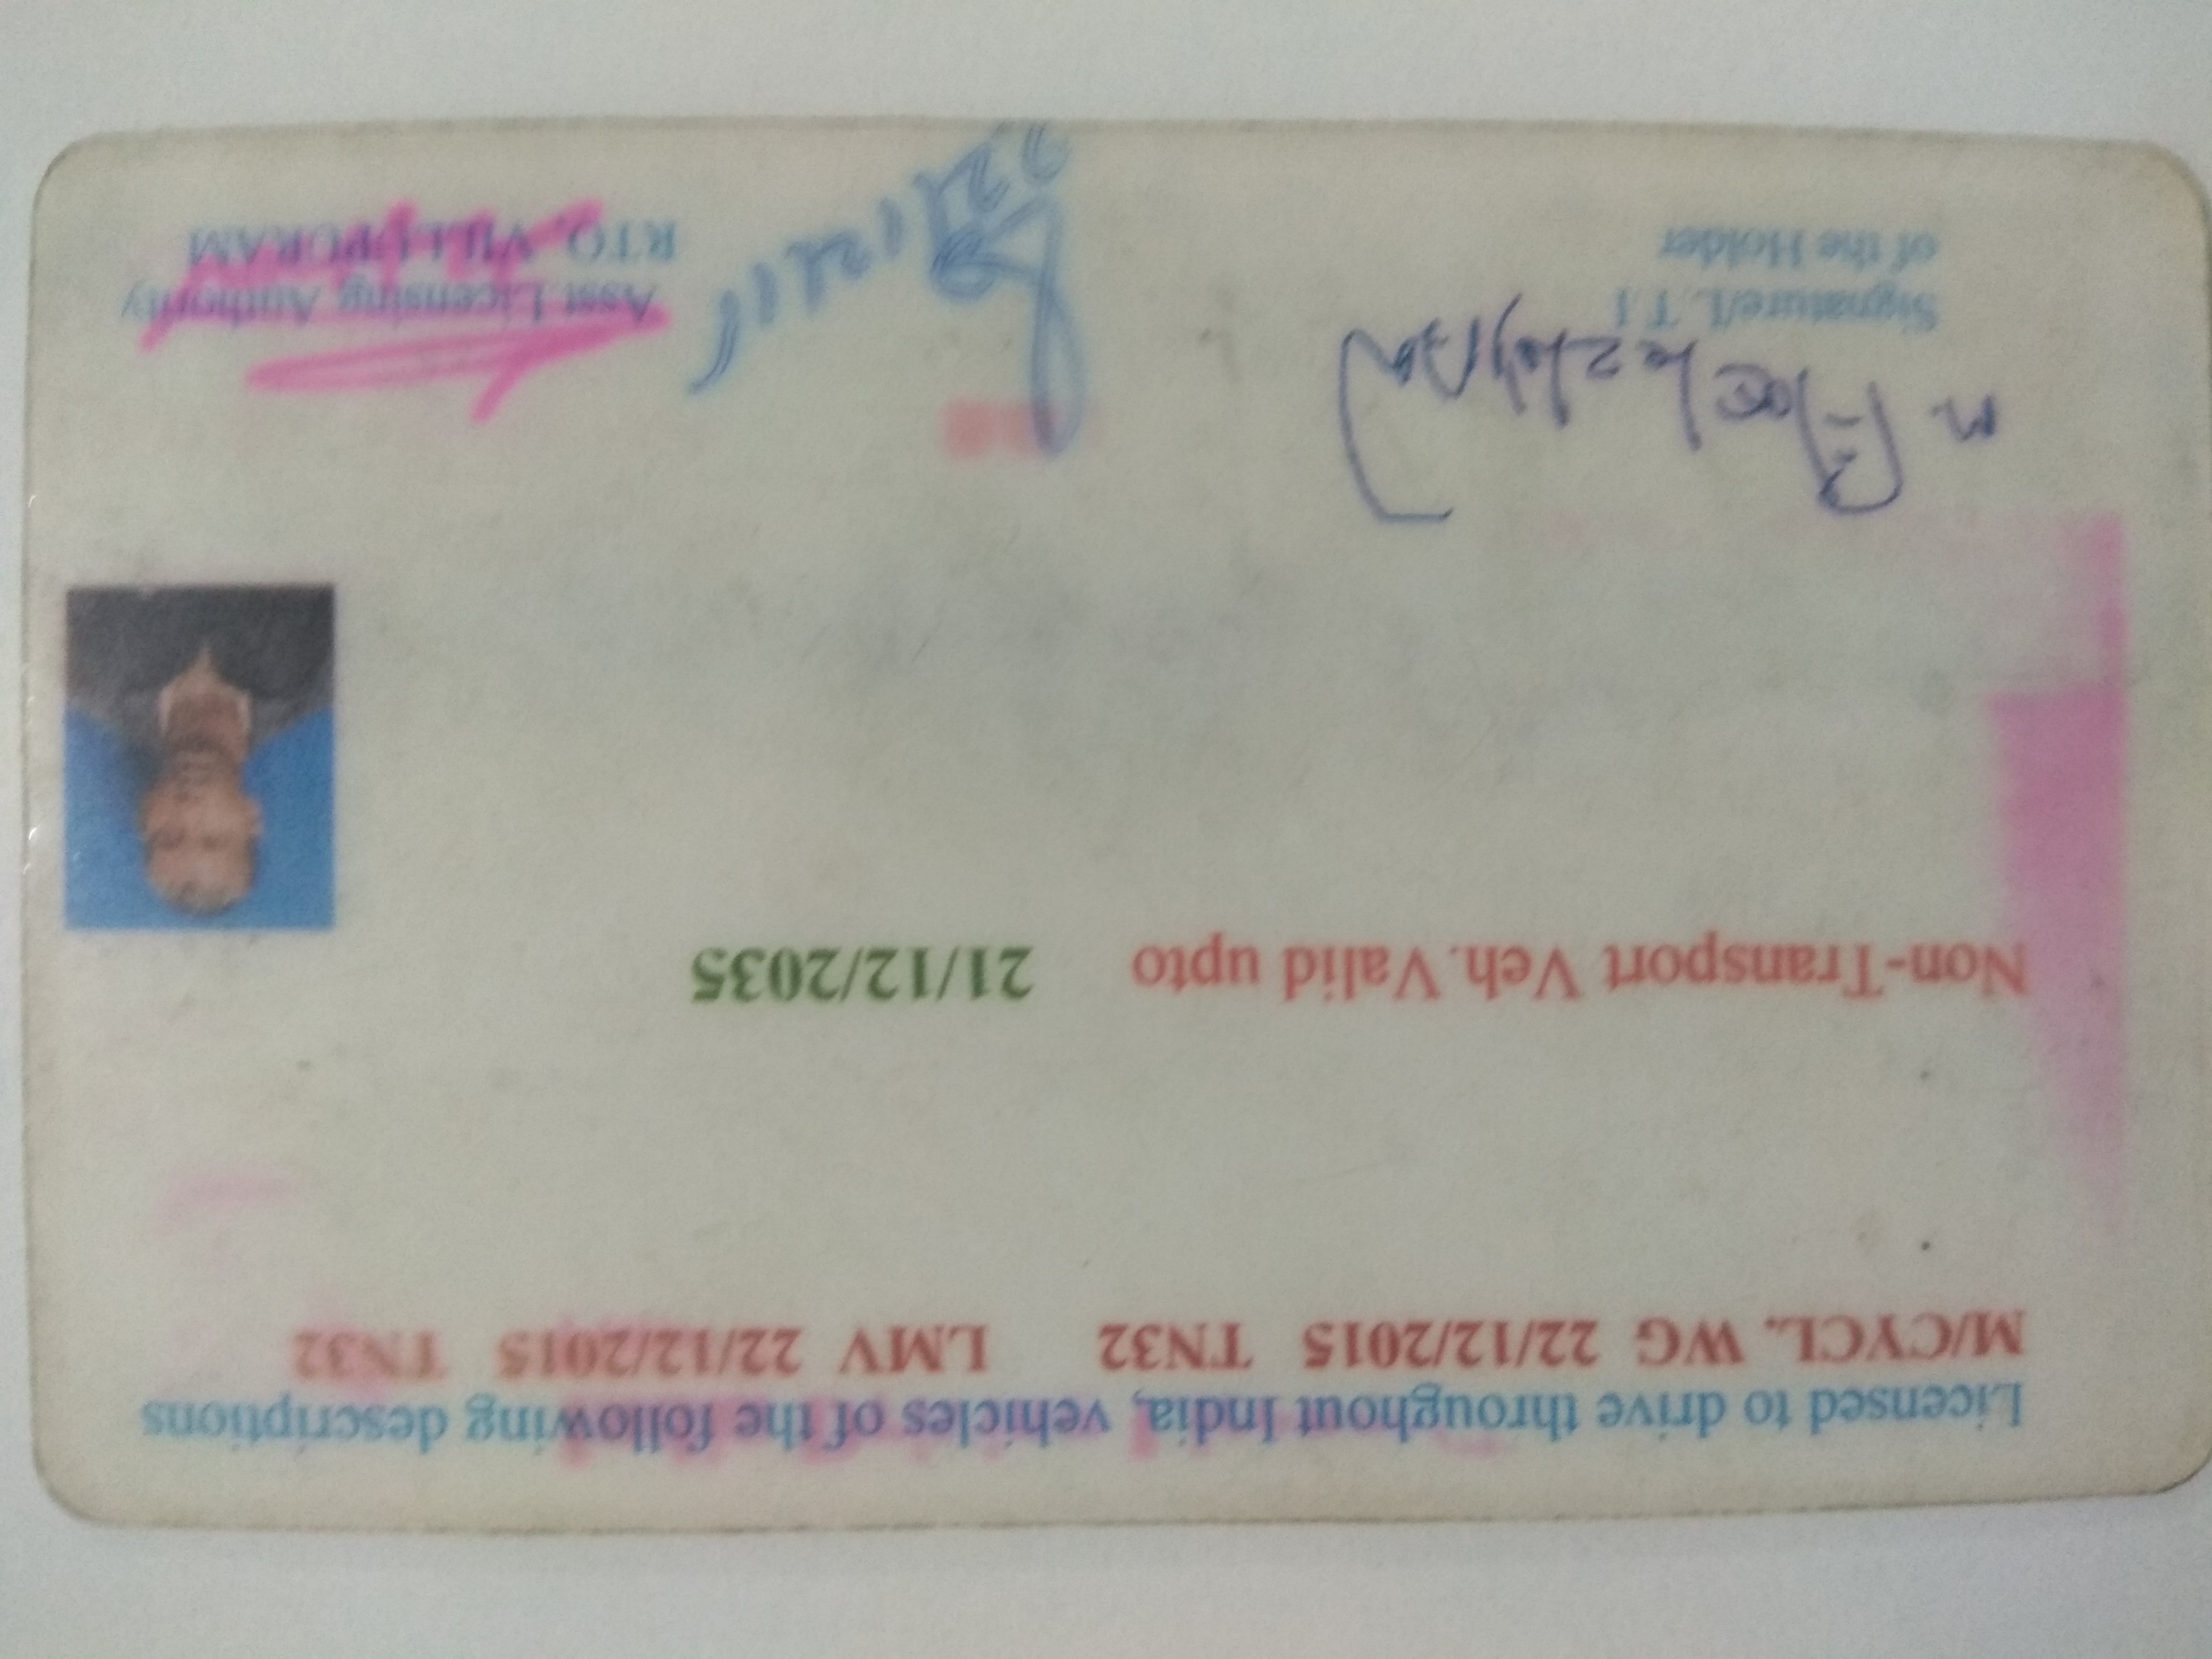 Licensed to drive throughout India, vehicles of the following descriptions
M/CYCL. WG 22/12/2015 TN32 LMV 22/12/2015 TN32
Non-Transport Veh. Valid upto 21/12/2035
Signature/L T I
of the Holder
Asst Licensing Authority
RTO, VILLUPURAM